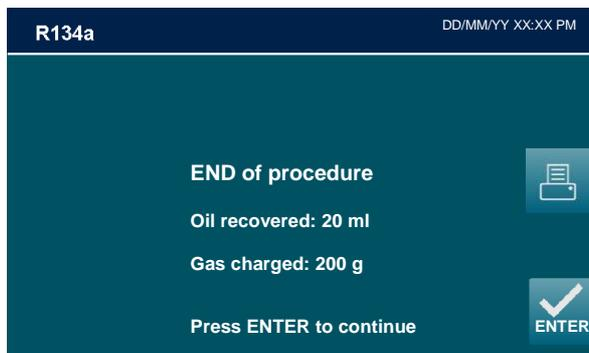 R134a
DD/MM/YY XX:XX PM
END of procedure
Oil recovered: 20 ml
Gas charged: 200 g
Press ENTER to continue
ENTER